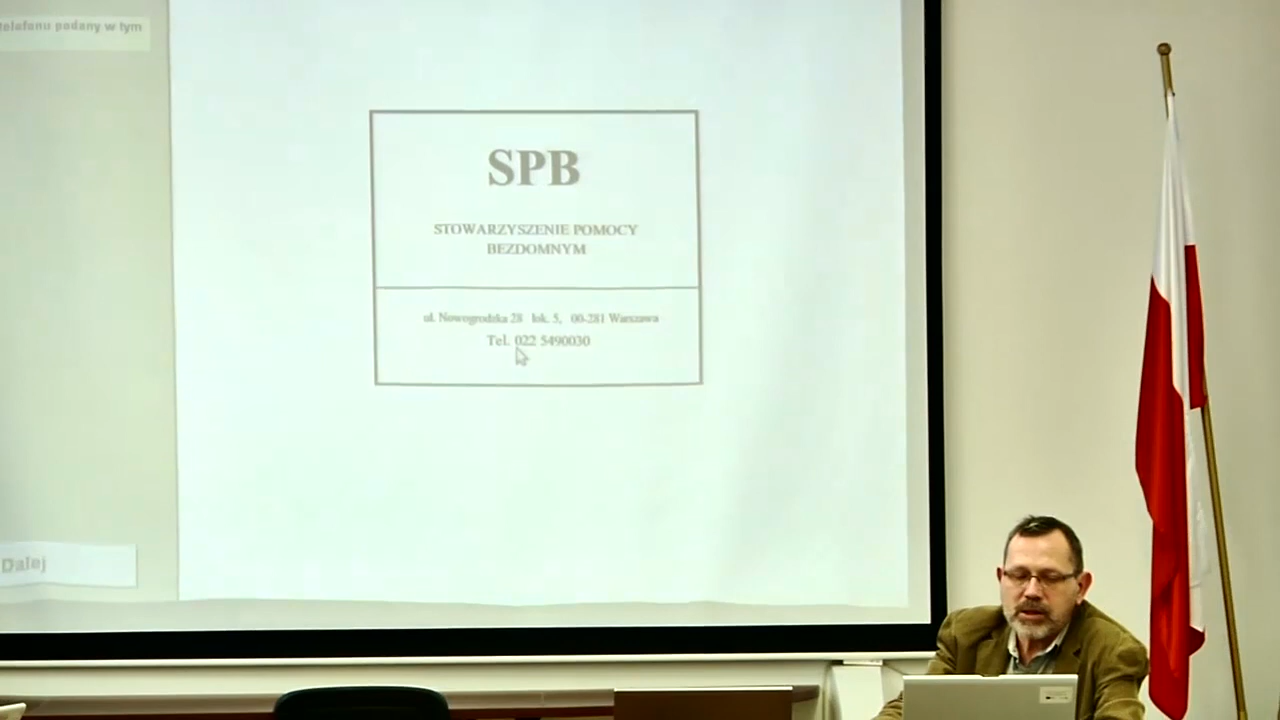 telefonu podany w tym
SPB
STOWARZYSZENIE POMOCY
BEZDOMNYM
ul. Nowogrodzka 28 lok. 5, 00-281 Warszawa
Tel. 022 5490030
Dalej